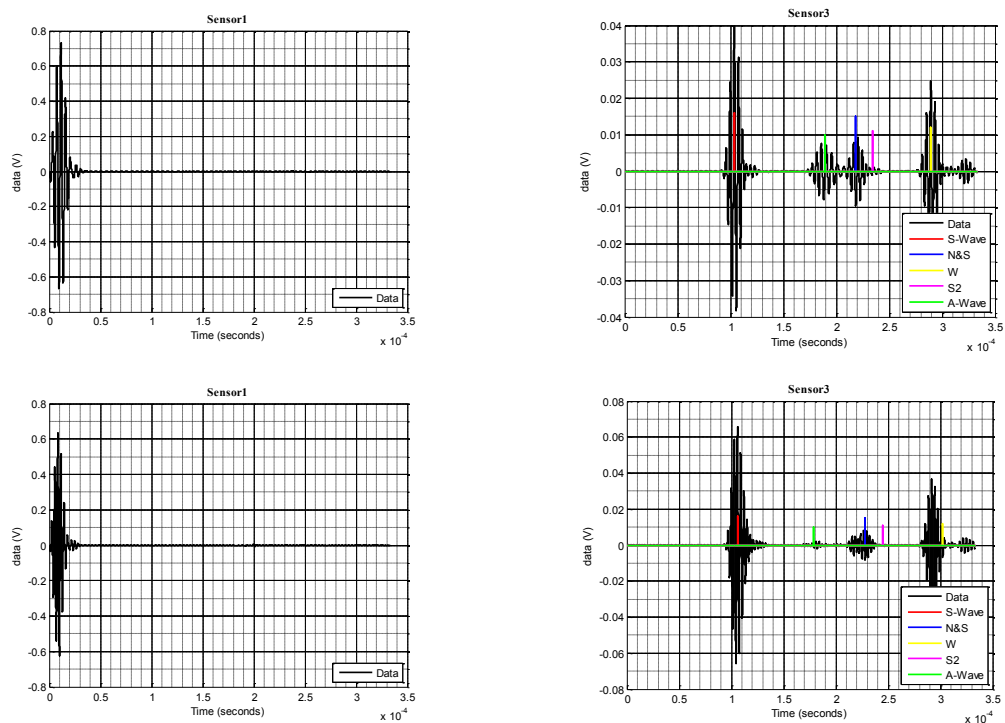 Sensor1
0.8
0.6
0.4
0.2
0
-0.2
-0.4
-0.6
-0.8
data (V)
0 0.5 1 1.5 2 2.5 3 3.5
Time (seconds)
x 10^-4
Data
Sensor3
0.04
0.03
0.02
0.01
0
-0.01
-0.02
-0.03
-0.04
data (V)
0 0.5 1 1.5 2 2.5 3 3.5
Time (seconds)
x 10^-4
Data
S-Wave
N&S
W
S2
A-Wave
Sensor1
0.8
0.6
0.4
0.2
0
-0.2
-0.4
-0.6
-0.8
data (V)
0 0.5 1 1.5 2 2.5 3 3.5
Time (seconds)
x 10^-4
Data
Sensor3
0.08
0.06
0.04
0.02
0
-0.02
-0.04
-0.06
-0.08
data (V)
0 0.5 1 1.5 2 2.5 3 3.5
Time (seconds)
x 10^-4
Data
S-Wave
N&S
W
S2
A-Wave